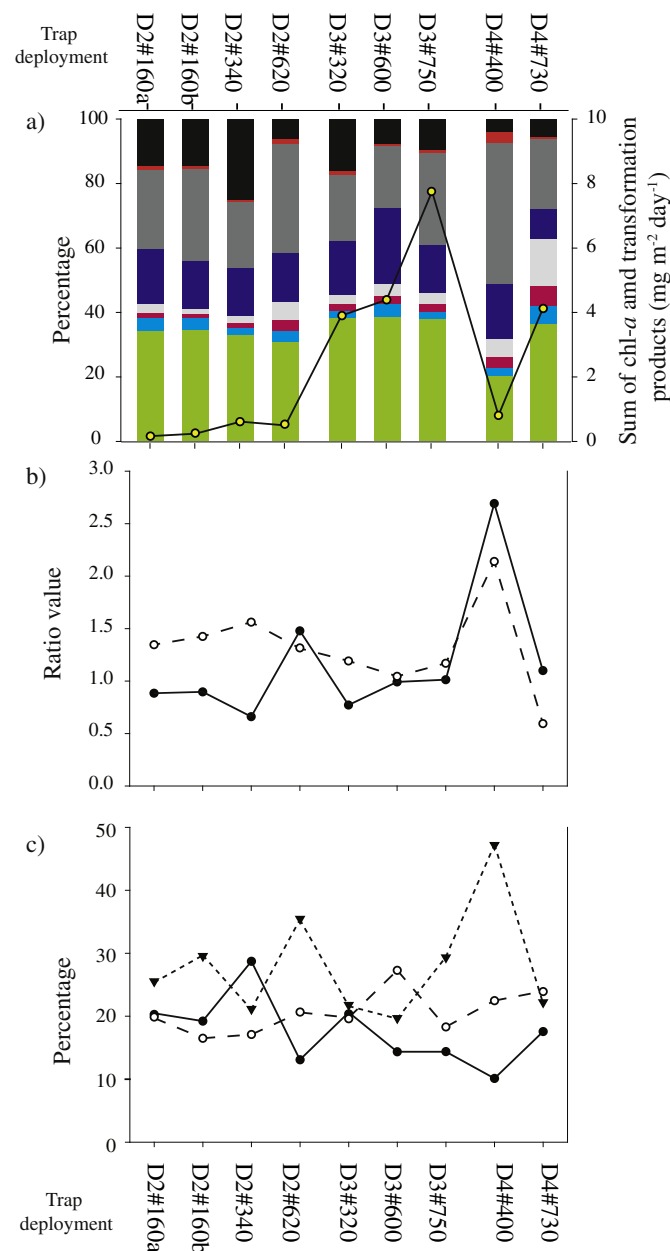 Trap
deployment
D2#160a
D2#160b
D2#340
D2#620
D3#320
D3#600
D3#750
D4#400
D4#730
a)
100
80
60
40
20
0
Percentage
10
8
6
4
2
0
Sum of chl-a and transformation
products (mg m⁻² day⁻¹)
b)
3.0
2.5
2.0
1.5
1.0
0.5
0.0
Ratio value
c)
50
40
30
20
10
0
Percentage
Trap
deployment
D2#160a
D2#160b
D2#340
D2#620
D3#320
D3#600
D3#750
D4#400
D4#730